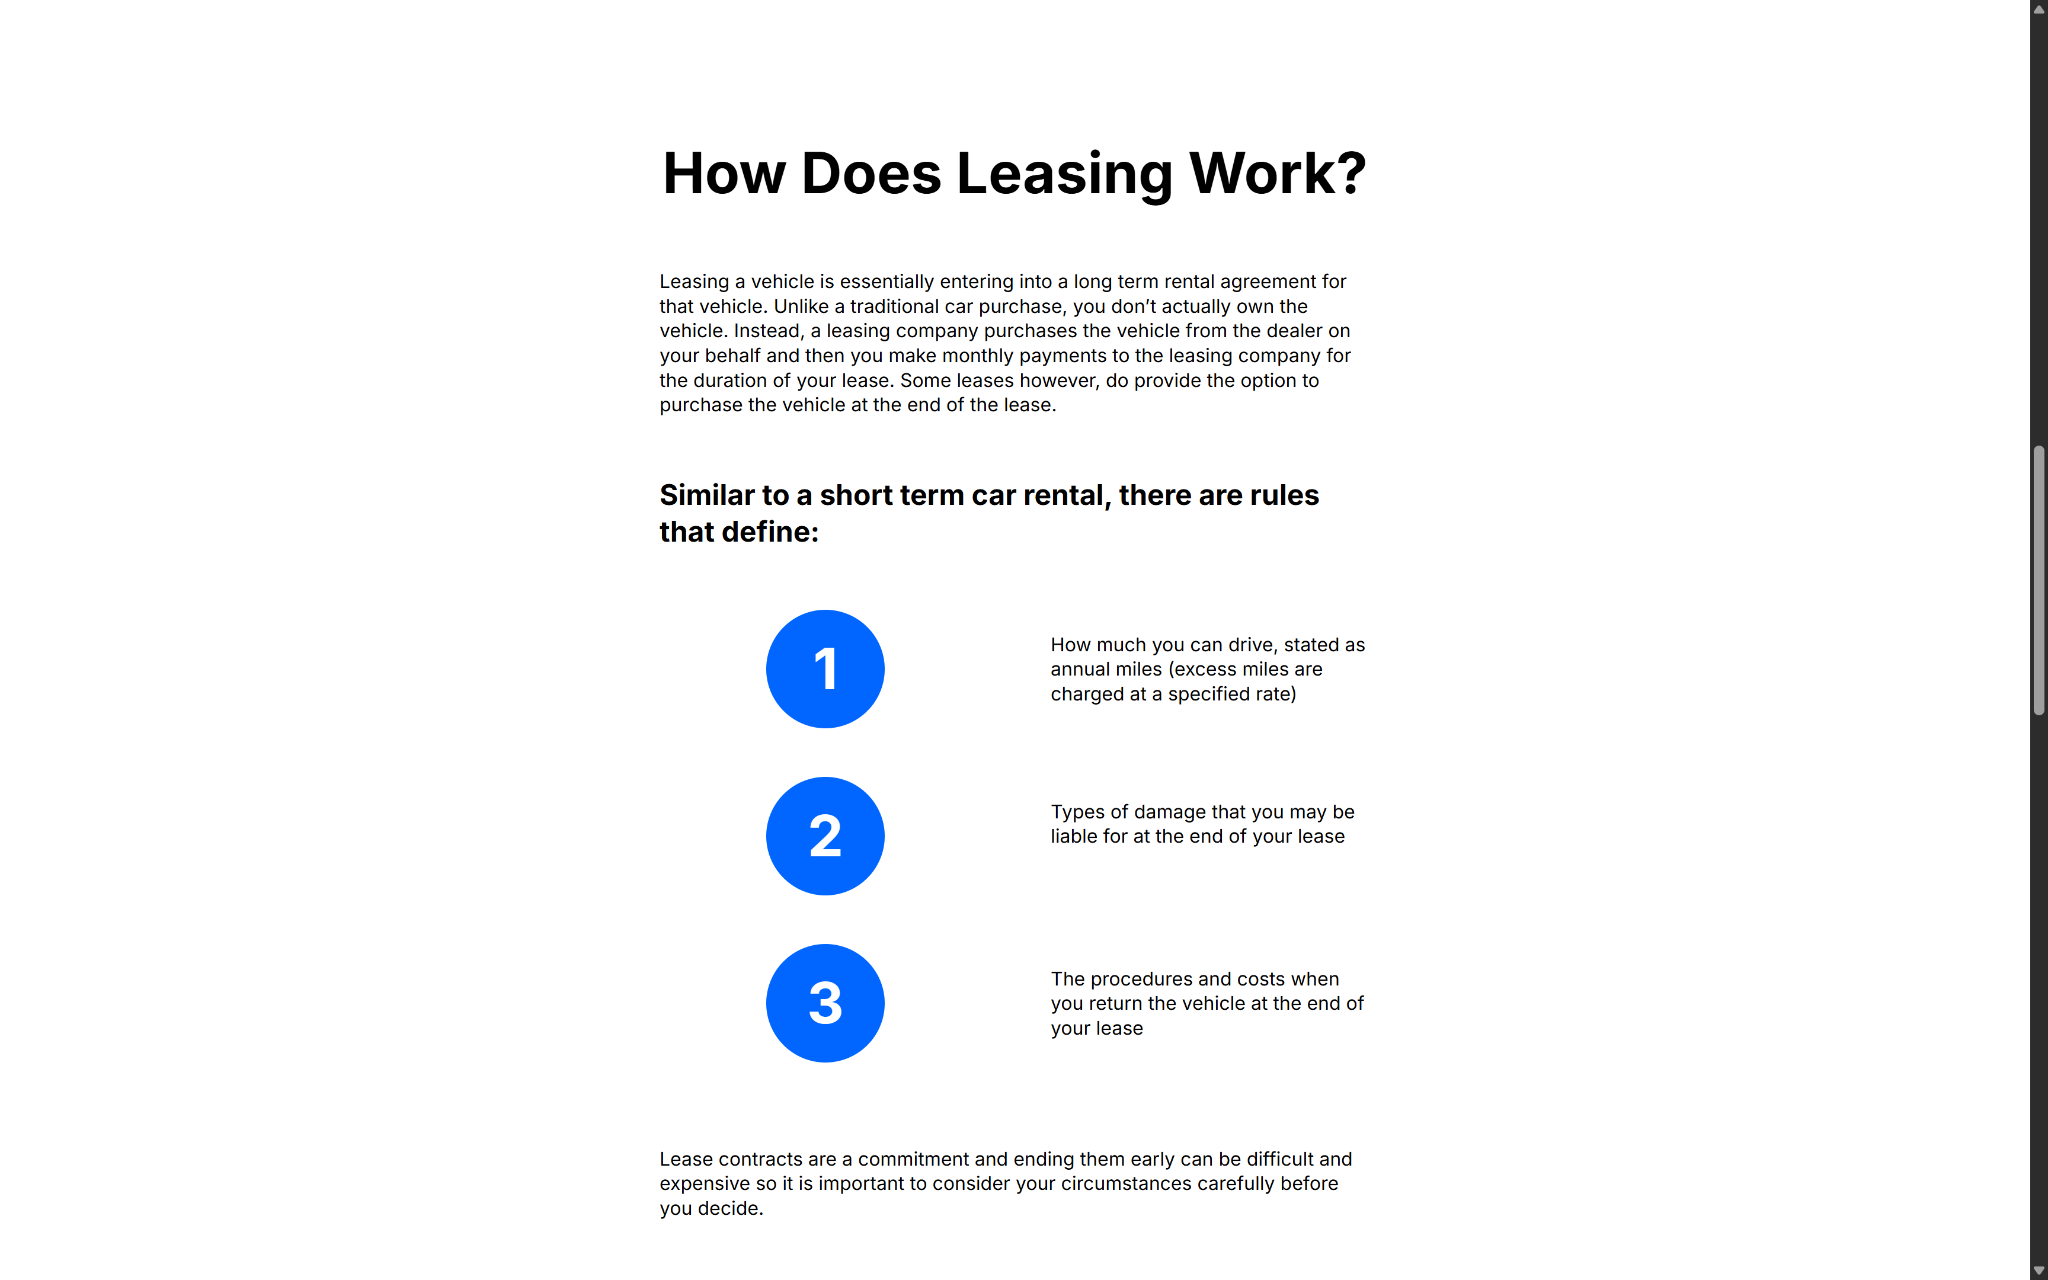 How Does Leasing Work?
Leasing a vehicle is essentially entering into a long term rental agreement for
that vehicle. Unlike a traditional car purchase, you don’t actually own the
vehicle. Instead, a leasing company purchases the vehicle from the dealer on
your behalf and then you make monthly payments to the leasing company for
the duration of your lease. Some leases however, do provide the option to
purchase the vehicle at the end of the lease.
Similar to a short term car rental, there are rules
that define:
1
How much you can drive, stated as
annual miles (excess miles are
charged at a specified rate)
2
Types of damage that you may be
liable for at the end of your lease
3
The procedures and costs when
you return the vehicle at the end of
your lease
Lease contracts are a commitment and ending them early can be difficult and
expensive so it is important to consider your circumstances carefully before
you decide.